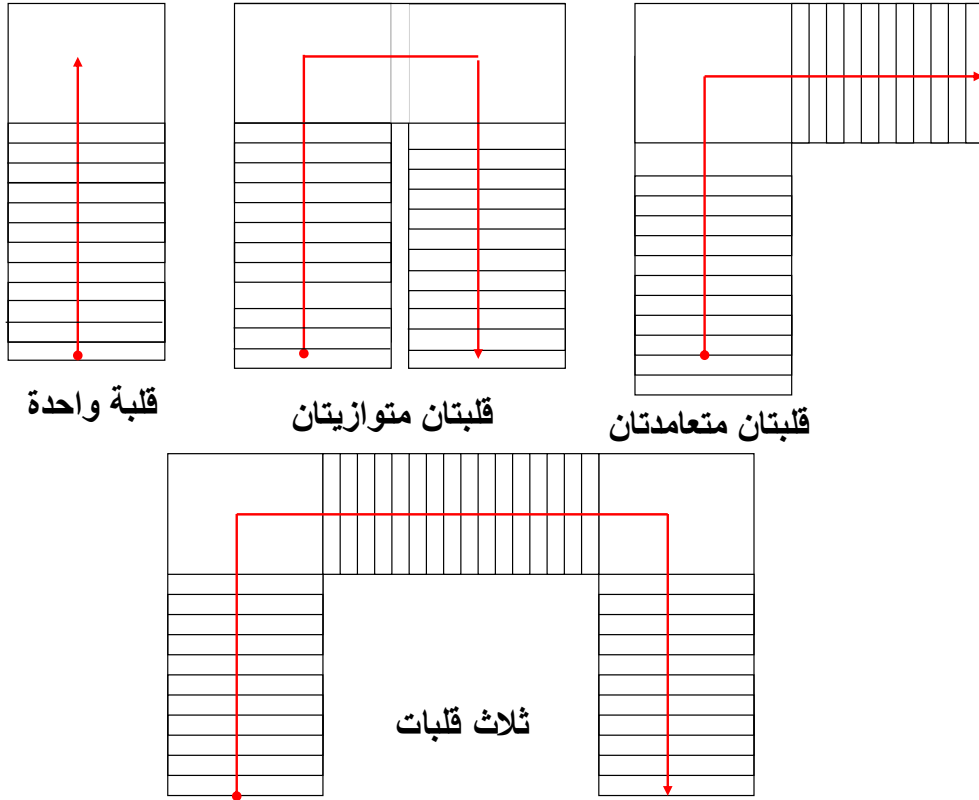 قلبة واحدة
قلبتان متوازيتان
قلبتان متعامدتان
ثلاث قلبات